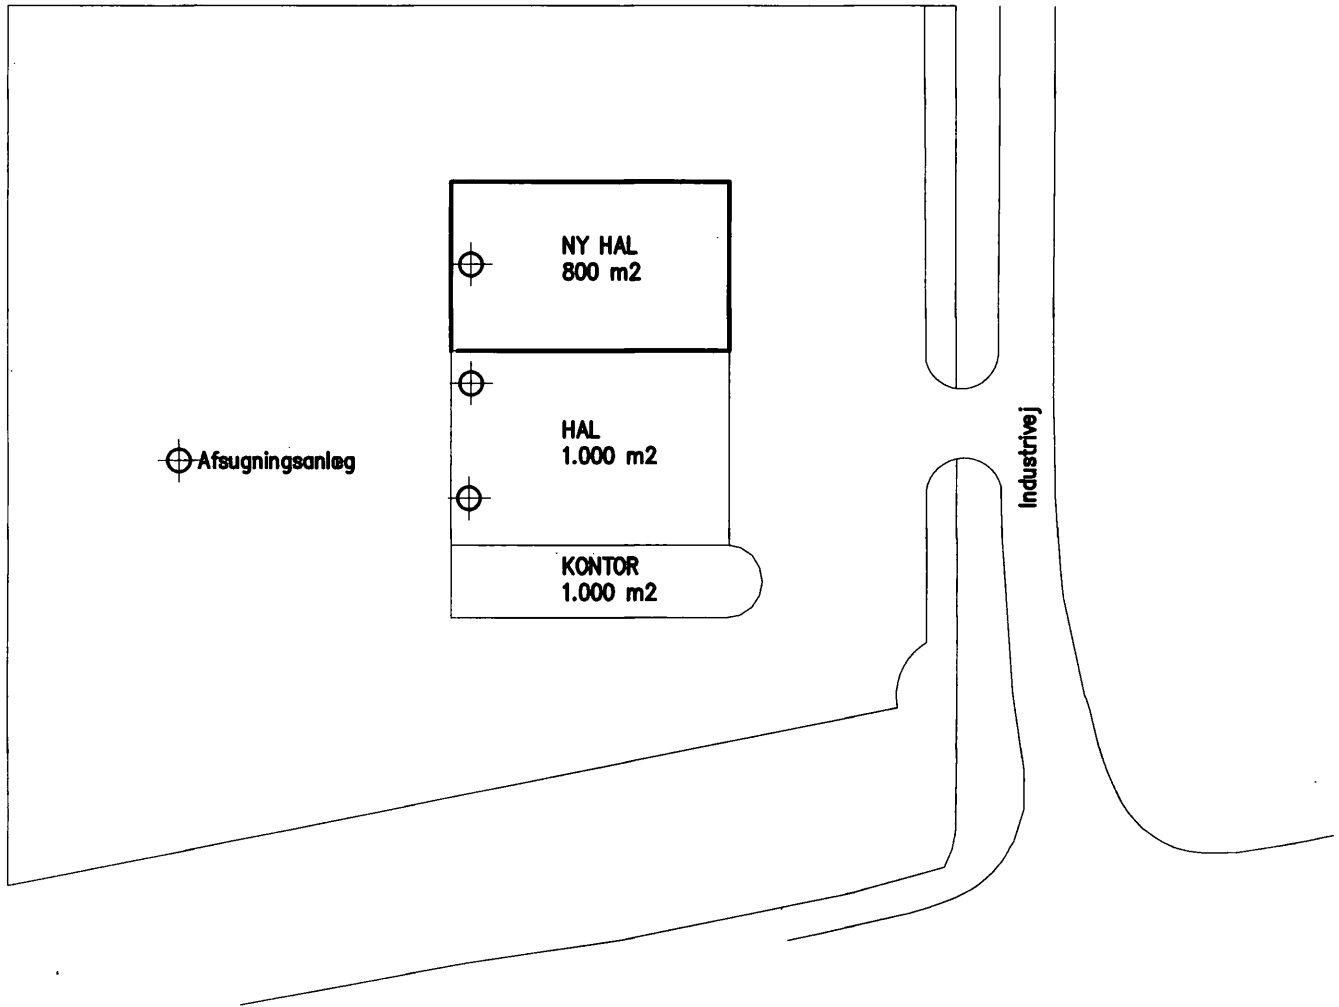 NY HAL
800 m2
HAL
1.000 m2
Afsugningsanlæg
KONTOR
1.000 m2
Industrivej